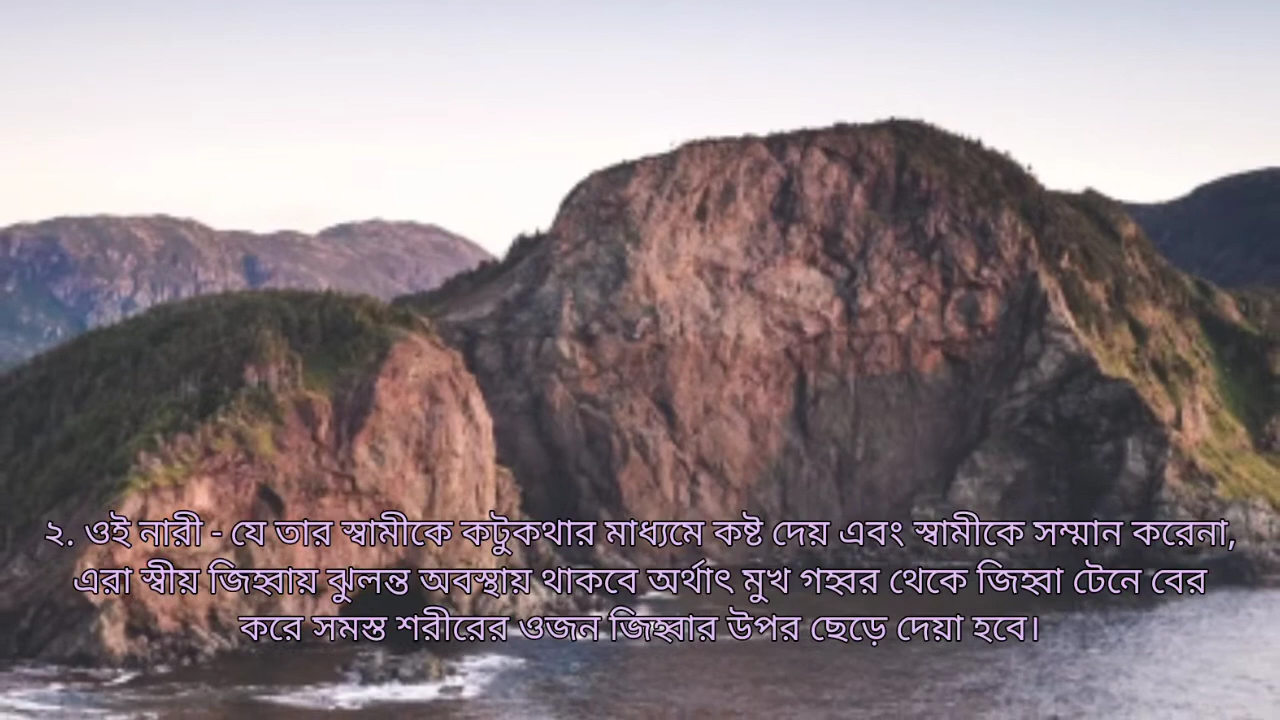 ২. ওই নারী - যে তার স্বামীকে কটুকথার মাধ্যমে কষ্ট দেয় এবং স্বামীকে সম্মান করেনা,
এরা স্বীয় জিহ্বায় ঝুলন্ত অবস্থায় থাকবে অর্থাৎ মুখ গহ্বর থেকে জিহ্বা টেনে বের
করে সমস্ত শরীরের ওজন জিহ্বার উপর ছেড়ে দেয়া হবে।